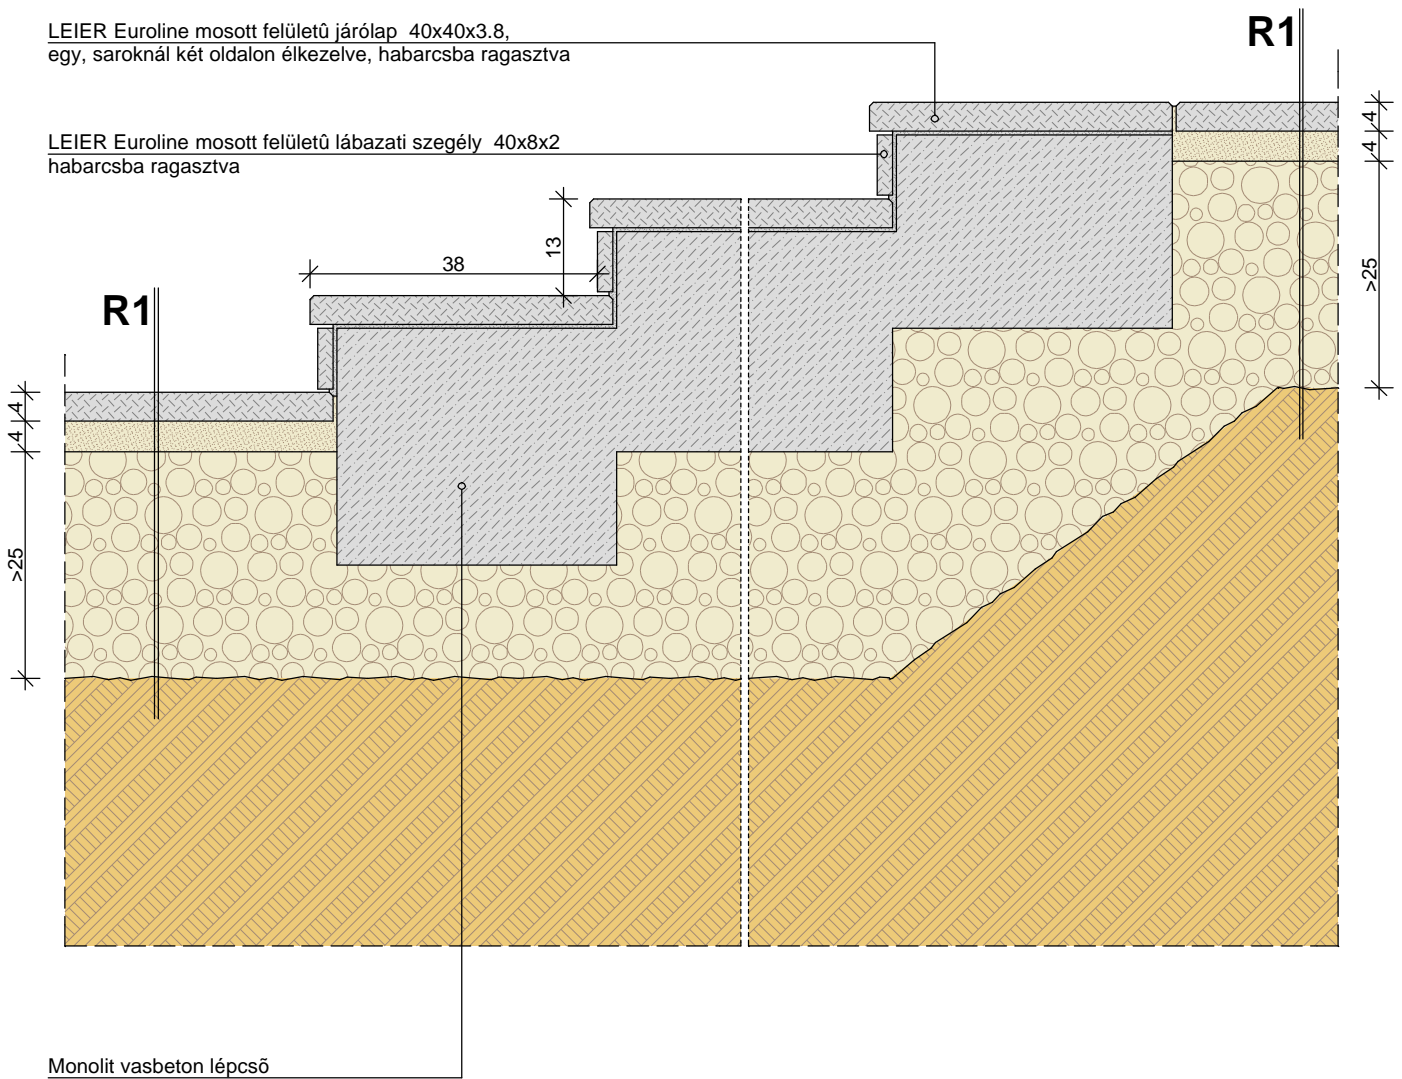 LEIER Euroline mosott felületû járólap 40x40x3.8,
egy, saroknál két oldalon élkezelve, habarcsba ragasztva
R1
LEIER Euroline mosott felületû lábazati szegély 40x8x2
habarcsba ragasztva
4
4
>25
13
38
R1
4
4
>25
Monolit vasbeton lépcsõ